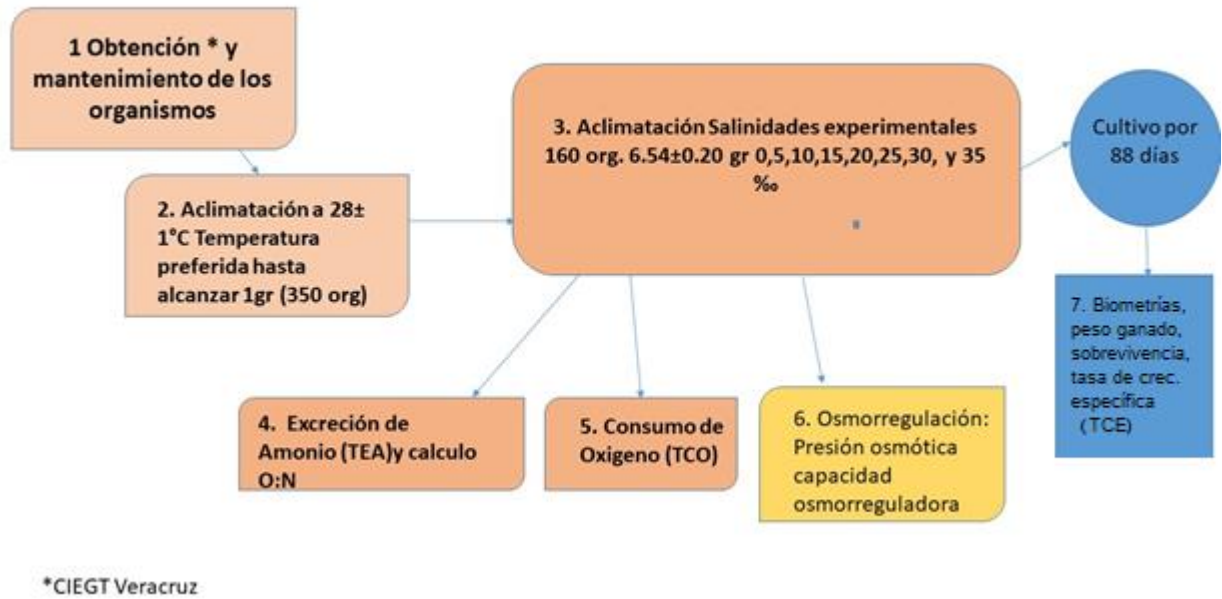 1 Obtención * y
mantenimiento de los
organismos
2. Aclimatación a 28±
1°C Temperatura
preferida hasta
alcanzar 1gr (350 org)
3. Aclimatación Salinidades experimentales
160 org. 6.54±0.20 gr 0,5,10,15,20,25,30, y 35
‰
Cultivo por
88 días
4. Excreción de
Amonio (TEA)y calculo
O:N
5. Consumo de
Oxigeno (TCO)
6. Osmorregulación:
Presión osmótica
capacidad
osmorreguladora
7. Biometrías,
peso ganado,
sobrevivencia,
tasa de crec.
específica
(TCE)
*CIEGT Veracruz